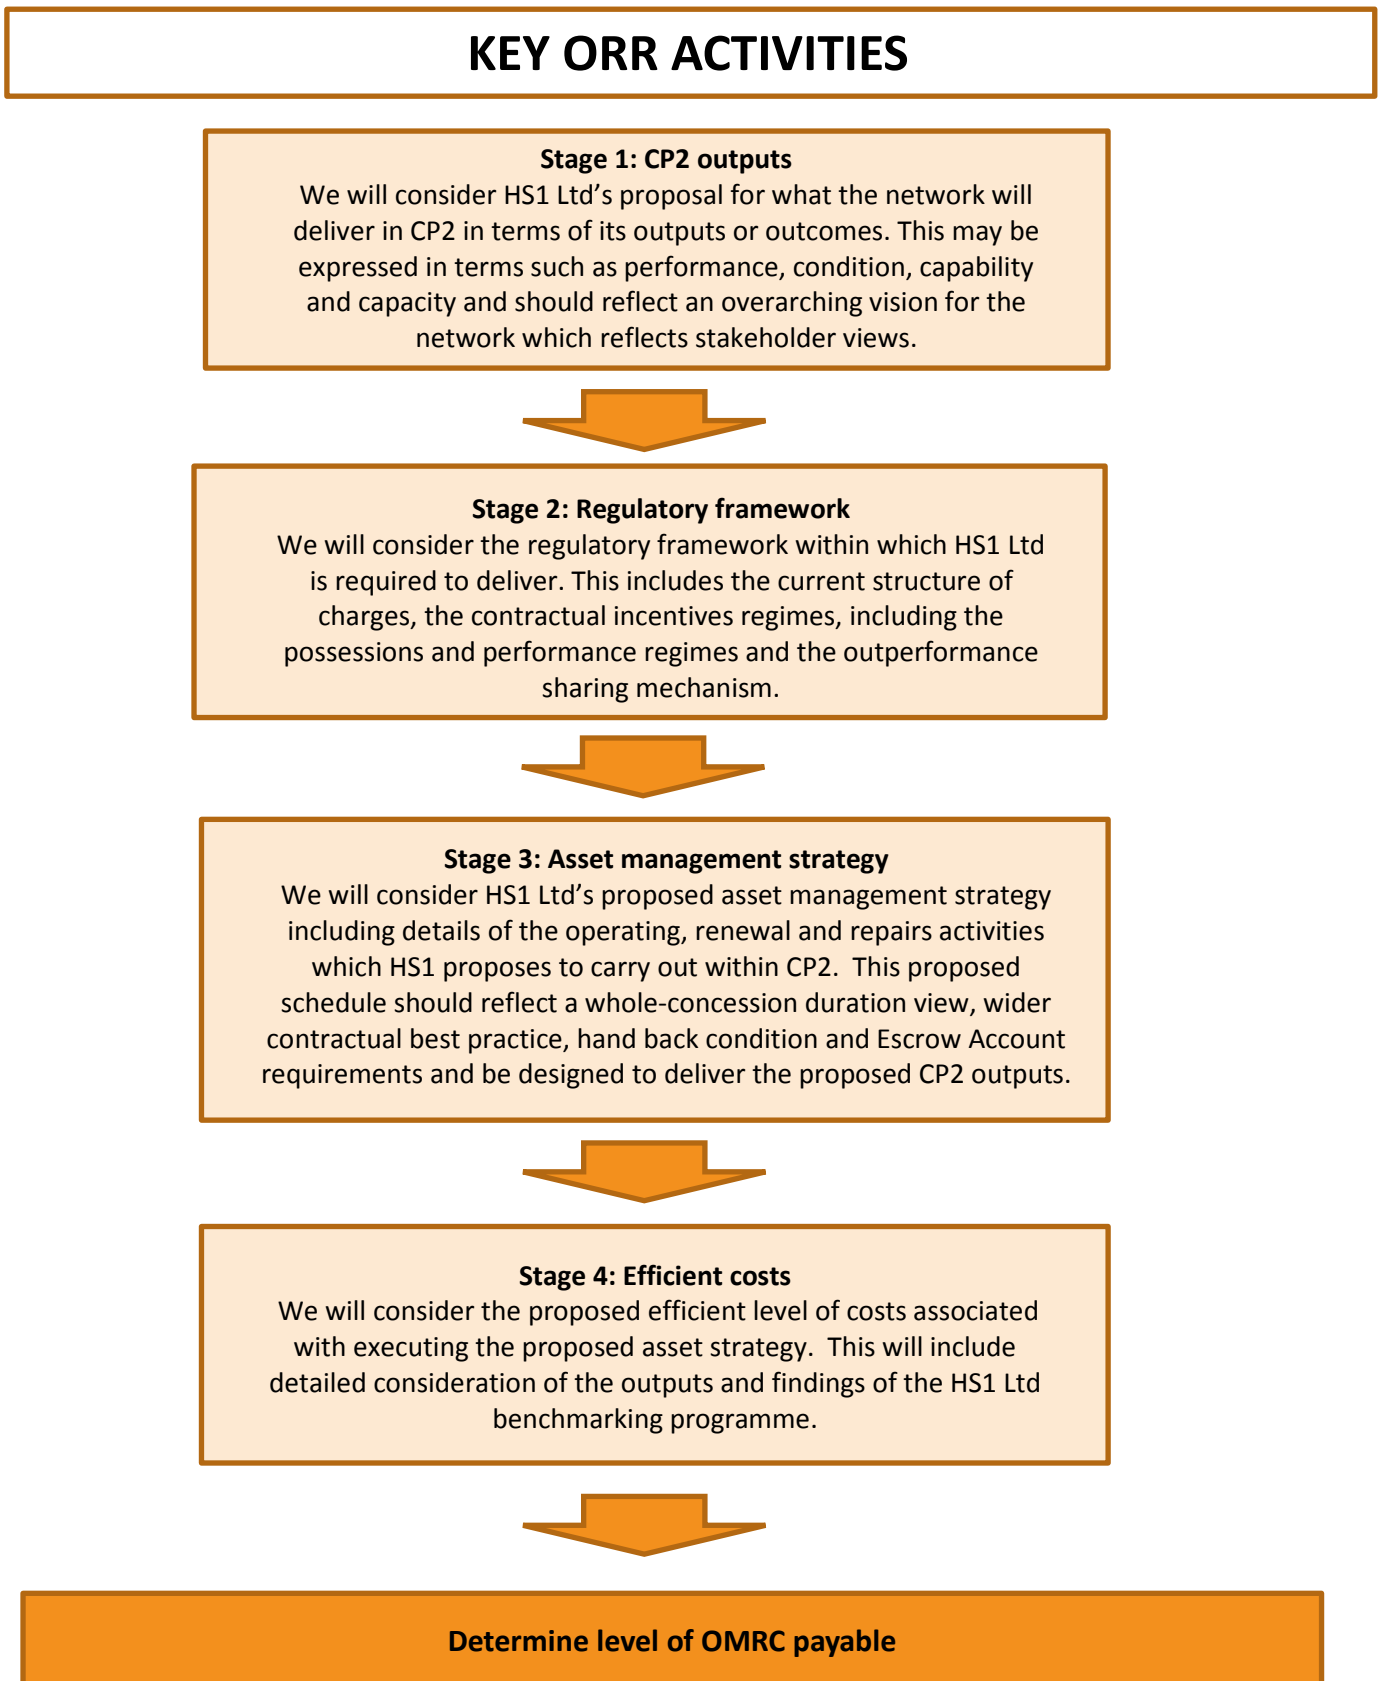 KEY ORR ACTIVITIES
Stage 1: CP2 outputs
We will consider HS1 Ltd’s proposal for what the network will
deliver in CP2 in terms of its outputs or outcomes. This may be
expressed in terms such as performance, condition, capability
and capacity and should reflect an overarching vision for the
network which reflects stakeholder views.
Stage 2: Regulatory framework
We will consider the regulatory framework within which HS1 Ltd
is required to deliver. This includes the current structure of
charges, the contractual incentives regimes, including the
possessions and performance regimes and the outperformance
sharing mechanism.
Stage 3: Asset management strategy
We will consider HS1 Ltd’s proposed asset management strategy
including details of the operating, renewal and repairs activities
which HS1 proposes to carry out within CP2.  This proposed
schedule should reflect a whole-concession duration view, wider
contractual best practice, hand back condition and Escrow Account
requirements and be designed to deliver the proposed CP2 outputs.
Stage 4: Efficient costs
We will consider the proposed efficient level of costs associated
with executing the proposed asset strategy.  This will include
detailed consideration of the outputs and findings of the HS1 Ltd
benchmarking programme.
Determine level of OMRC payable